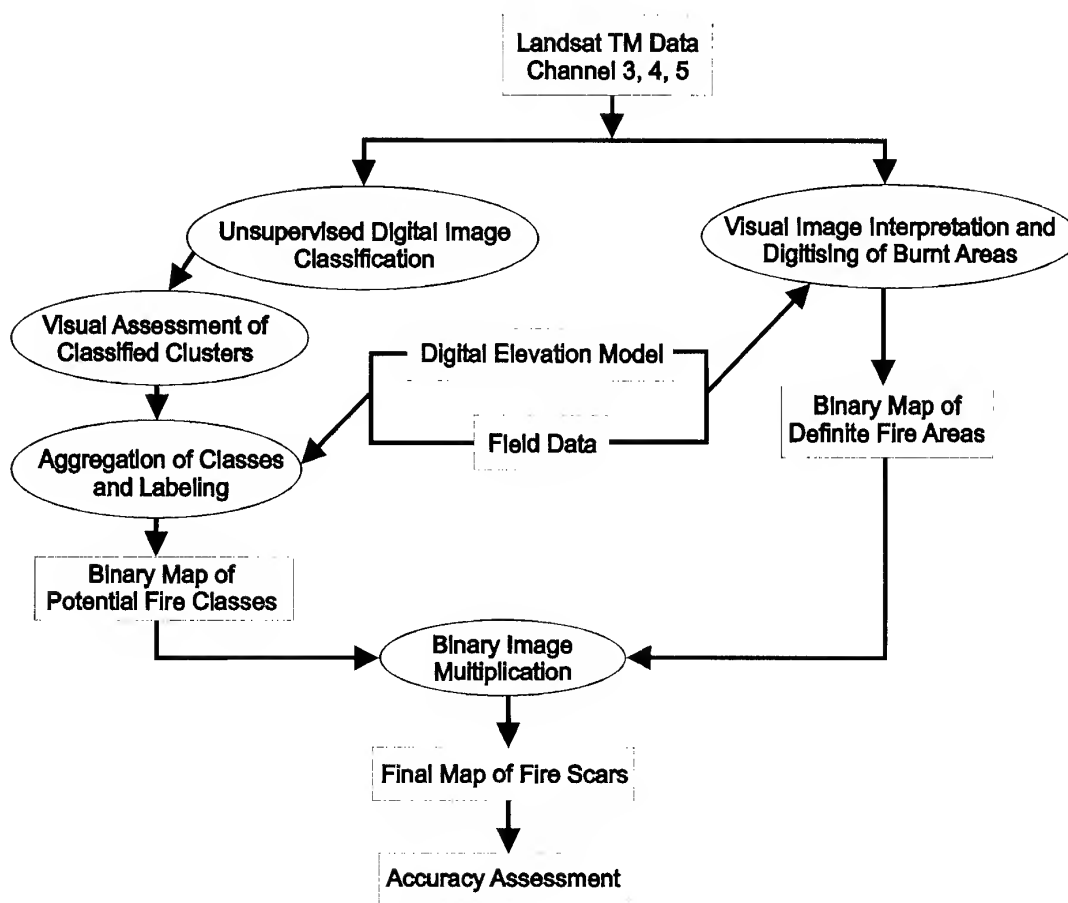 Landsat TM Data
Channel 3, 4, 5
Unsupervised Digital Image
Classification
Visual Image Interpretation and
Digitising of Burnt Areas
Visual Assessment of
Classified Clusters
Digital Elevation Model
Field Data
Binary Map of
Definite Fire Areas
Aggregation of Classes
and Labeling
Binary Map of
Potential Fire Classes
Binary Image
Multiplication
Final Map of Fire Scars
Accuracy Assessment